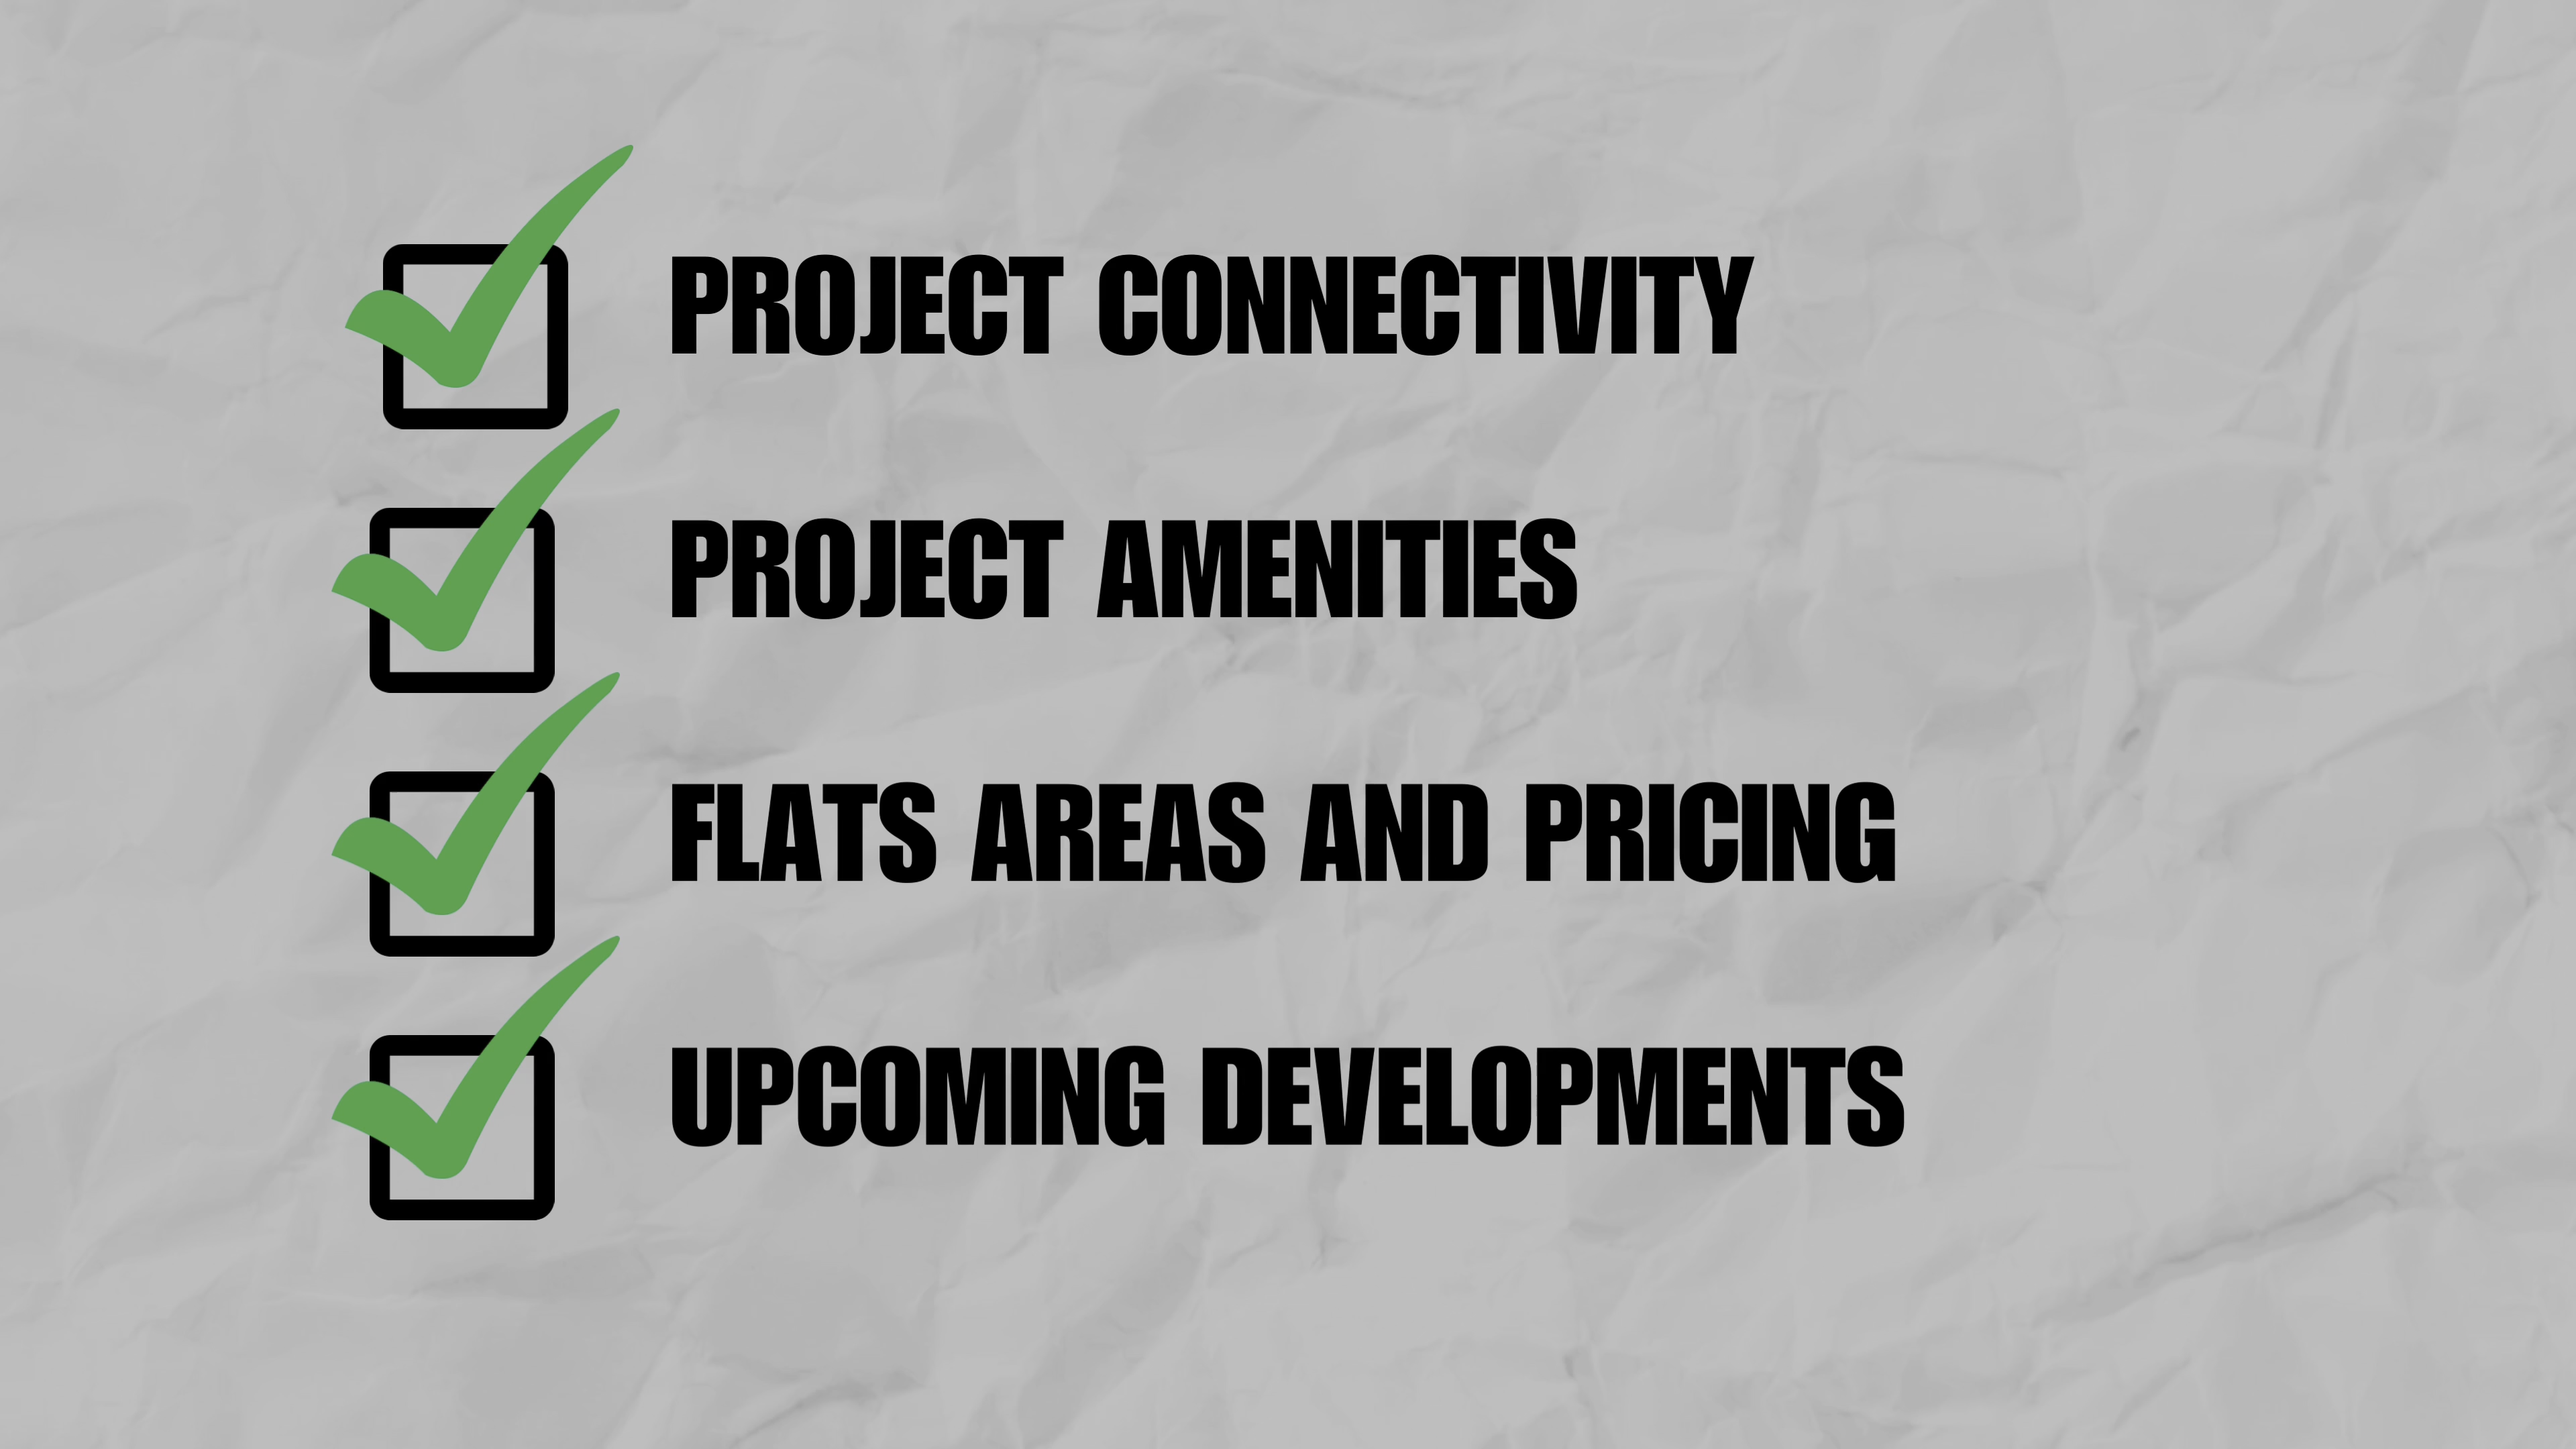 PROJECT CONNECTIVITY
PROJECT AMENITIES
FLATS AREAS AND PRICING
UPCOMING DEVELOPMENTS